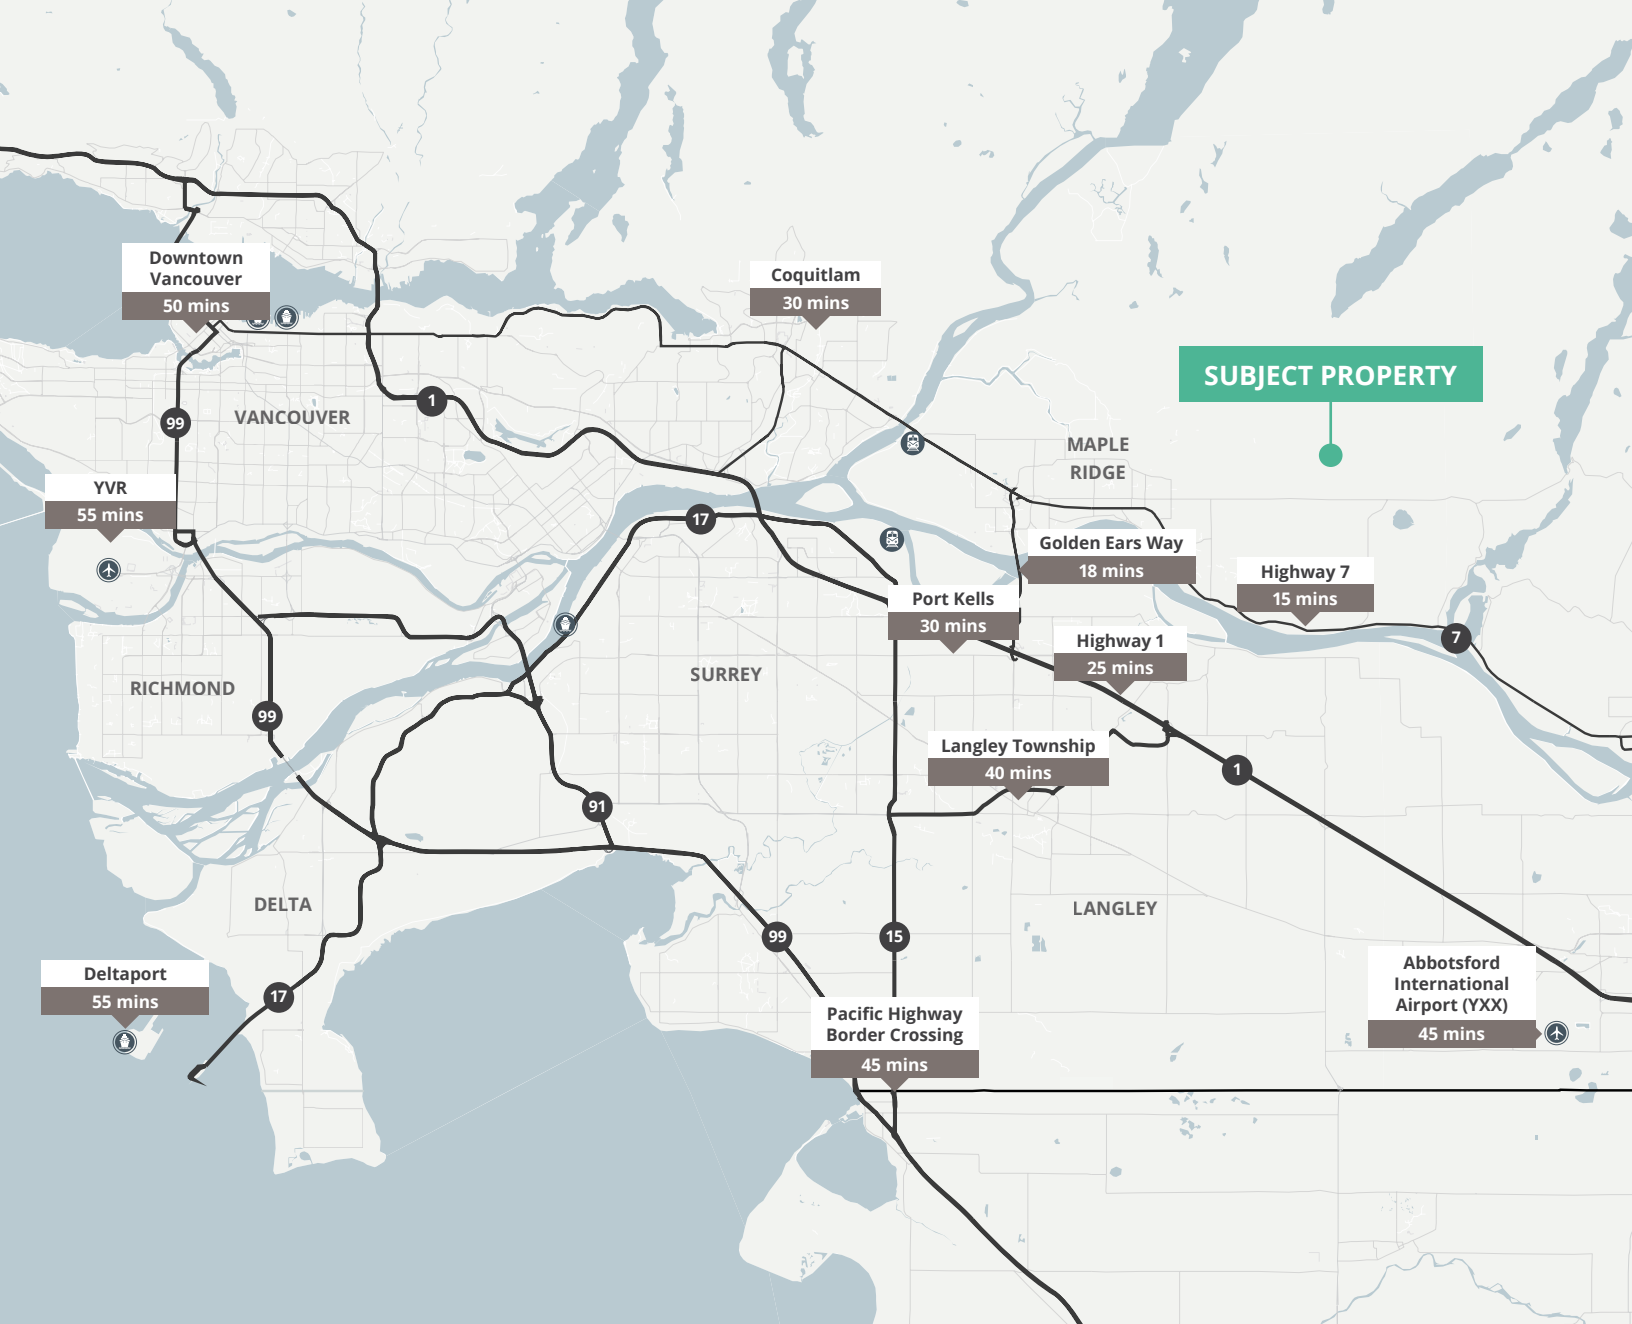 Downtown
Vancouver
50 mins
Coquitlam
30 mins
SUBJECT PROPERTY
1
99
VANCOUVER
MAPLE
RIDGE
YVR
55 mins
17
Golden Ears Way
18 mins
Highway 7
15 mins
Port Kells
30 mins
7
Highway 1
25 mins
SURREY
RICHMOND
99
Langley Township
40 mins
1
91
DELTA
LANGLEY
99
15
Deltaport
55 mins
17
Abbotsford
International
Airport (YXX)
45 mins
Pacific Highway
Border Crossing
45 mins